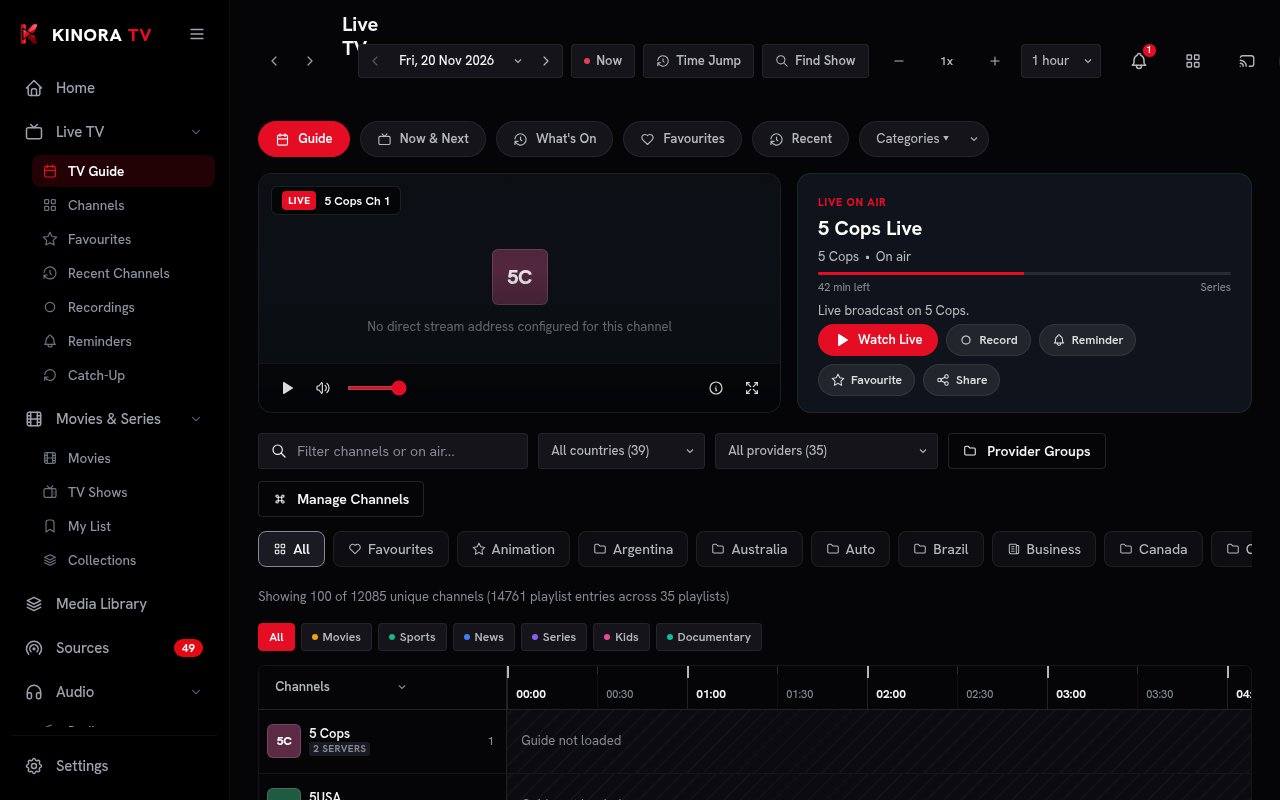 KINORA TV
Home
Live TV
TV Guide
Channels
Favourites
Recent Channels
Recordings
Reminders
Catch-Up
Movies & Series
Movies
TV Shows
My List
Collections
Media Library
Sources 49
Audio
Settings
Live TV
Fri, 20 Nov 2026
Now
Time Jump
Find Show
1x
1 hour
1
Guide
Now & Next
What's On
Favourites
Recent
Categories ▾
LIVE 5 Cops Ch 1
5C
No direct stream address configured for this channel
LIVE ON AIR
5 Cops Live
5 Cops • On air
42 min left Series
Live broadcast on 5 Cops.
Watch Live
Record
Reminder
Favourite
Share
Filter channels or on air...
All countries (39)
All providers (35)
Provider Groups
Manage Channels
All
Favourites
Animation
Argentina
Australia
Auto
Brazil
Business
Canada
Showing 100 of 12085 unique channels (14761 playlist entries across 35 playlists)
All
Movies
Sports
News
Series
Kids
Documentary
Channels
00:00 00:30 01:00 01:30 02:00 02:30 03:00 03:30 04:
5C 5 Cops 1
2 SERVERS
Guide not loaded
5USA